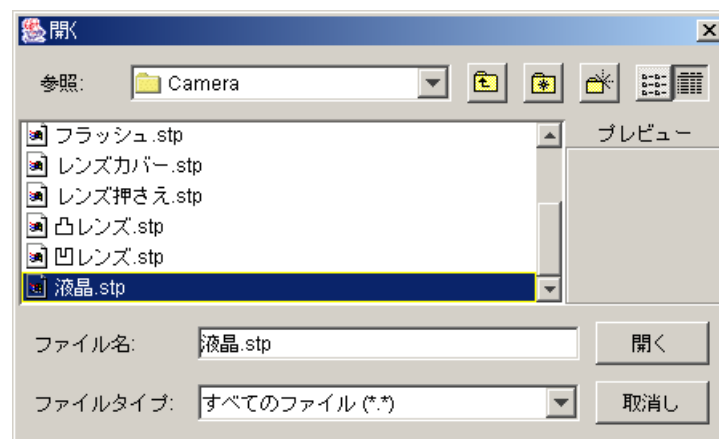 開く
参照: Camera
フラッシュ.stp
レンズカバー.stp
レンズ押さえ.stp
凸レンズ.stp
凹レンズ.stp
液晶.stp
プレビュー
ファイル名: 液晶.stp 開く
ファイルタイプ: すべてのファイル (*.*) 取消し